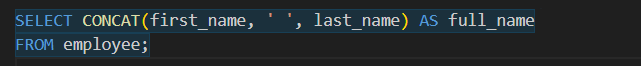 SELECT CONCAT(first_name, ' ', last_name) AS full_name
FROM employee;